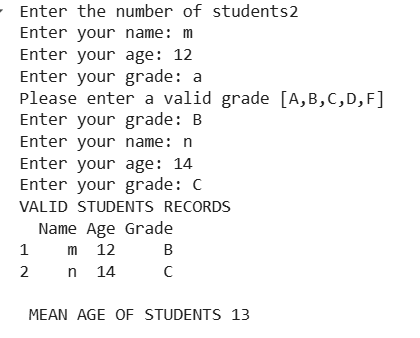 Enter the number of students2
Enter your name: m
Enter your age: 12
Enter your grade: a
Please enter a valid grade [A,B,C,D,F]
Enter your grade: B
Enter your name: n
Enter your age: 14
Enter your grade: C
VALID STUDENTS RECORDS
  Name Age Grade
1    m  12     B
2    n  14     C

 MEAN AGE OF STUDENTS 13